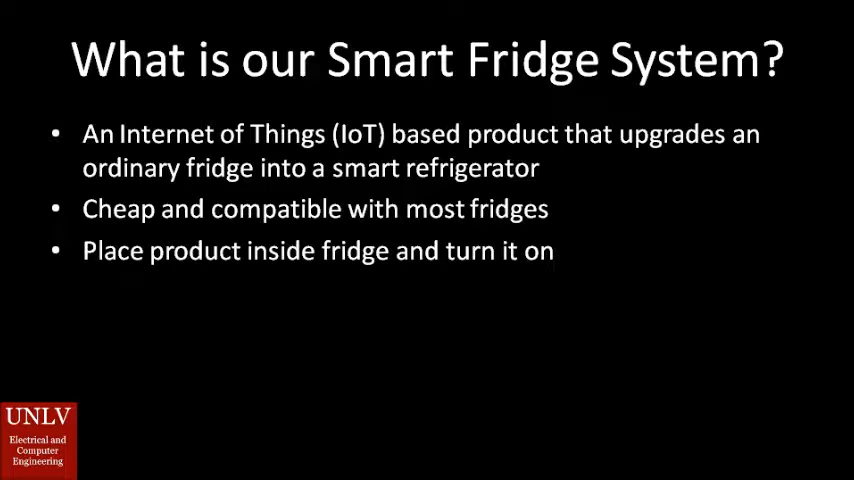 What is our Smart Fridge System?
• An Internet of Things (IoT) based product that upgrades an
ordinary fridge into a smart refrigerator
• Cheap and compatible with most fridges
• Place product inside fridge and turn it on
UNLV
Electrical and
Computer
Engineering